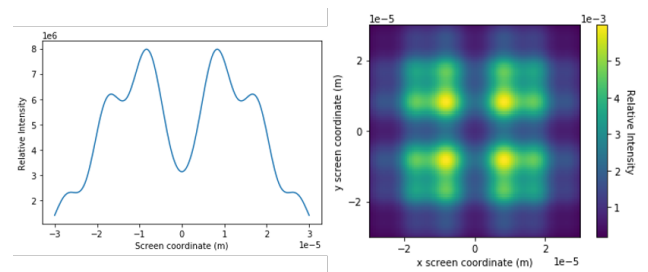 1e6
8
7
6
5
4
3
2
Relative Intensity
−3 −2 −1 0 1 2 3
Screen coordinate (m) 1e−5
1e−5
2
0
−2
y screen coordinate (m)
−2 0 2
x screen coordinate (m) 1e−5
1e−3
5
4
3
2
1
Relative Intensity